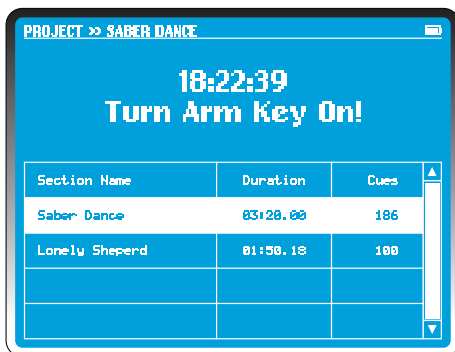 PROJECT >> SABER DANCE
18:22:39
Turn Arm Key On!
Section Name Duration Cues
Saber Dance 03:20.00 186
Lonely Sheperd 01:50.18 100